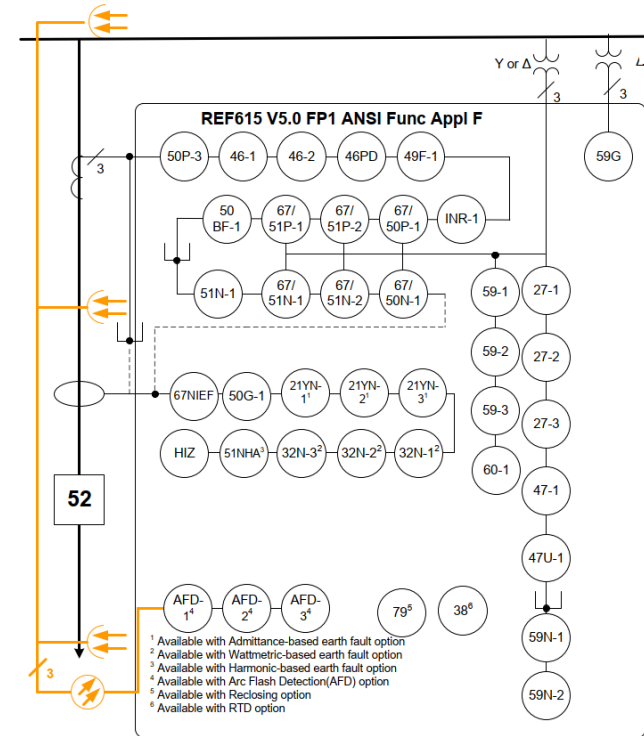 Y or Δ
3
3
REF615 V5.0 FP1 ANSI Func Appl F
3
50P-3 46-1 46-2 46PD 49F-1
59G
50 BF-1
67/ 51P-1
67/ 51P-2
67/ 50P-1
INR-1
51N-1
67/ 51N-1
67/ 51N-2
67/ 50N-1
59-1
27-1
59-2
27-2
59-3
27-3
60-1
47-1
47U-1
59N-1
59N-2
67NIEF
50G-1
21YN-
1¹
21YN-
2¹
21YN-
3¹
HIZ
51NHA³
32N-3²
32N-2²
32N-1²
52
AFD-
1⁴
AFD-
2⁴
AFD-
3⁴
79⁵
38⁶
¹ Available with Admittance-based earth fault option
² Available with Wattmetric-based earth fault option
³ Available with Harmonic-based earth fault option
⁴ Available with Arc Flash Detection(AFD) option
⁵ Available with Reclosing option
⁶ Available with RTD option
3